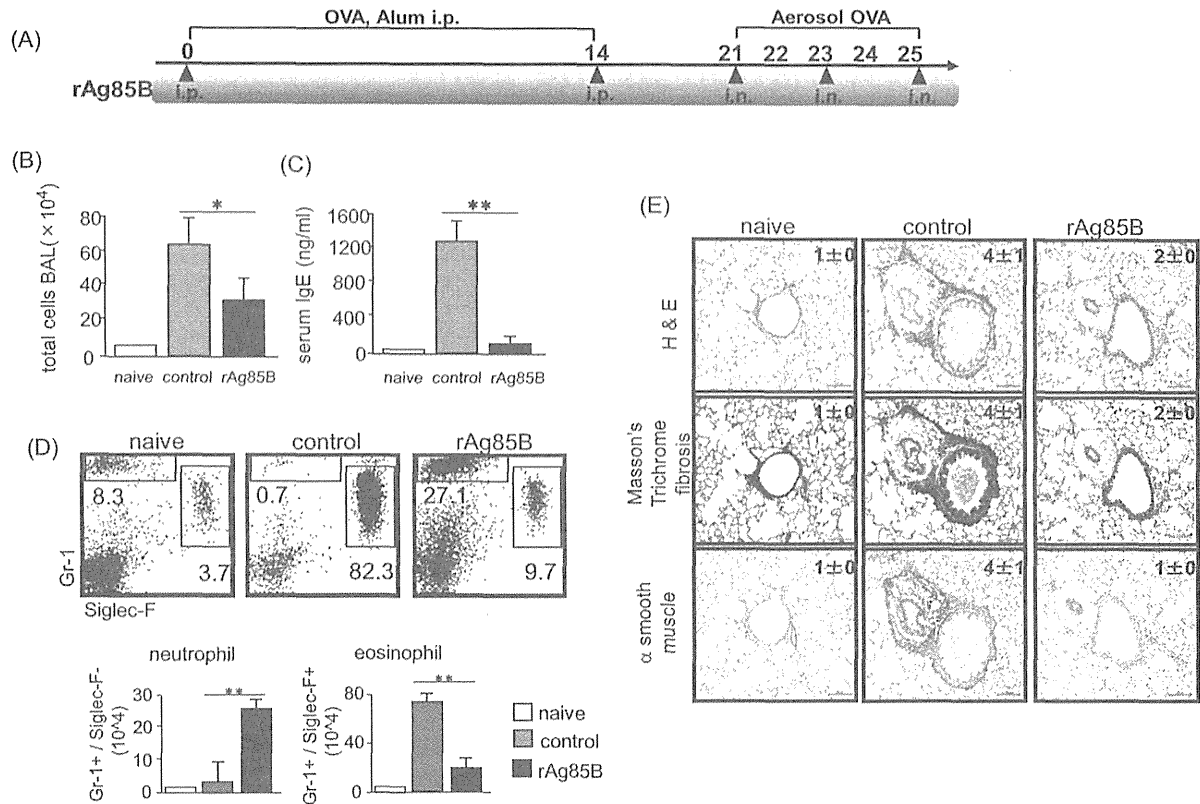 (A)
OVA, Alum i.p.
Aerosol OVA
0 14 21 22 23 24 25
rAg85B i.p. i.p. i.n. i.n. i.n.
(B)
total cells BAL( × 10⁴)
80
60
40
20
0
*
naive control rAg85B
(C)
serum IgE (ng/ml)
1600
1200
800
400
0
**
naive control rAg85B
(D)
naive control rAg85B
8.3 0.7 27.1
3.7 82.3 9.7
Gr-1
Siglec-F
neutrophil
Gr-1+ / Siglec-F-
(10^4)
30
20
10
0
**
eosinophil
Gr-1+ / Siglec-F+
(10^4)
80
40
0
**
naive
control
rAg85B
(E)
naive control rAg85B
H & E
1±0 4±1 2±0
Masson's
Trichrome
fibrosis
1±0 4±1 2±0
α smooth
muscle
1±0 4±1 1±0